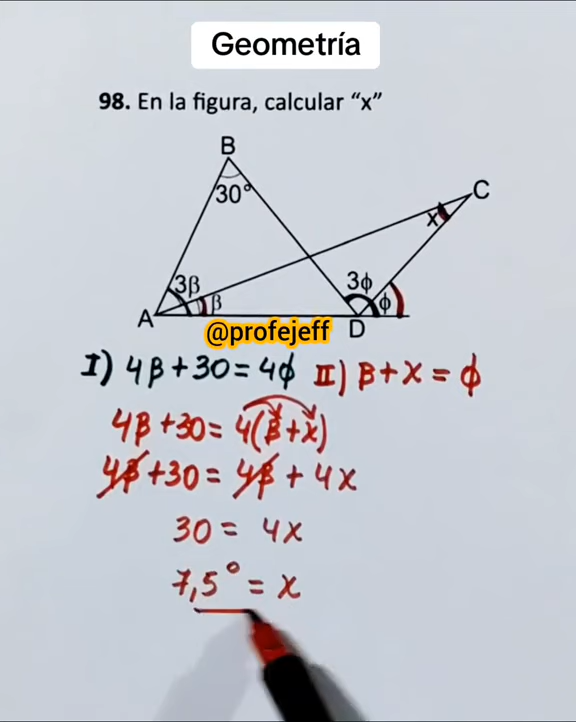 Geometría
98. En la figura, calcular “x”
B
30°
C
x
3β
β
3ϕ
ϕ
A
D
@profejeff
I) 4β+30=4ϕ
II) β+x=ϕ
4β+30=4(β+x)
4β+30=4β+4x
30=4x
7,5°=x